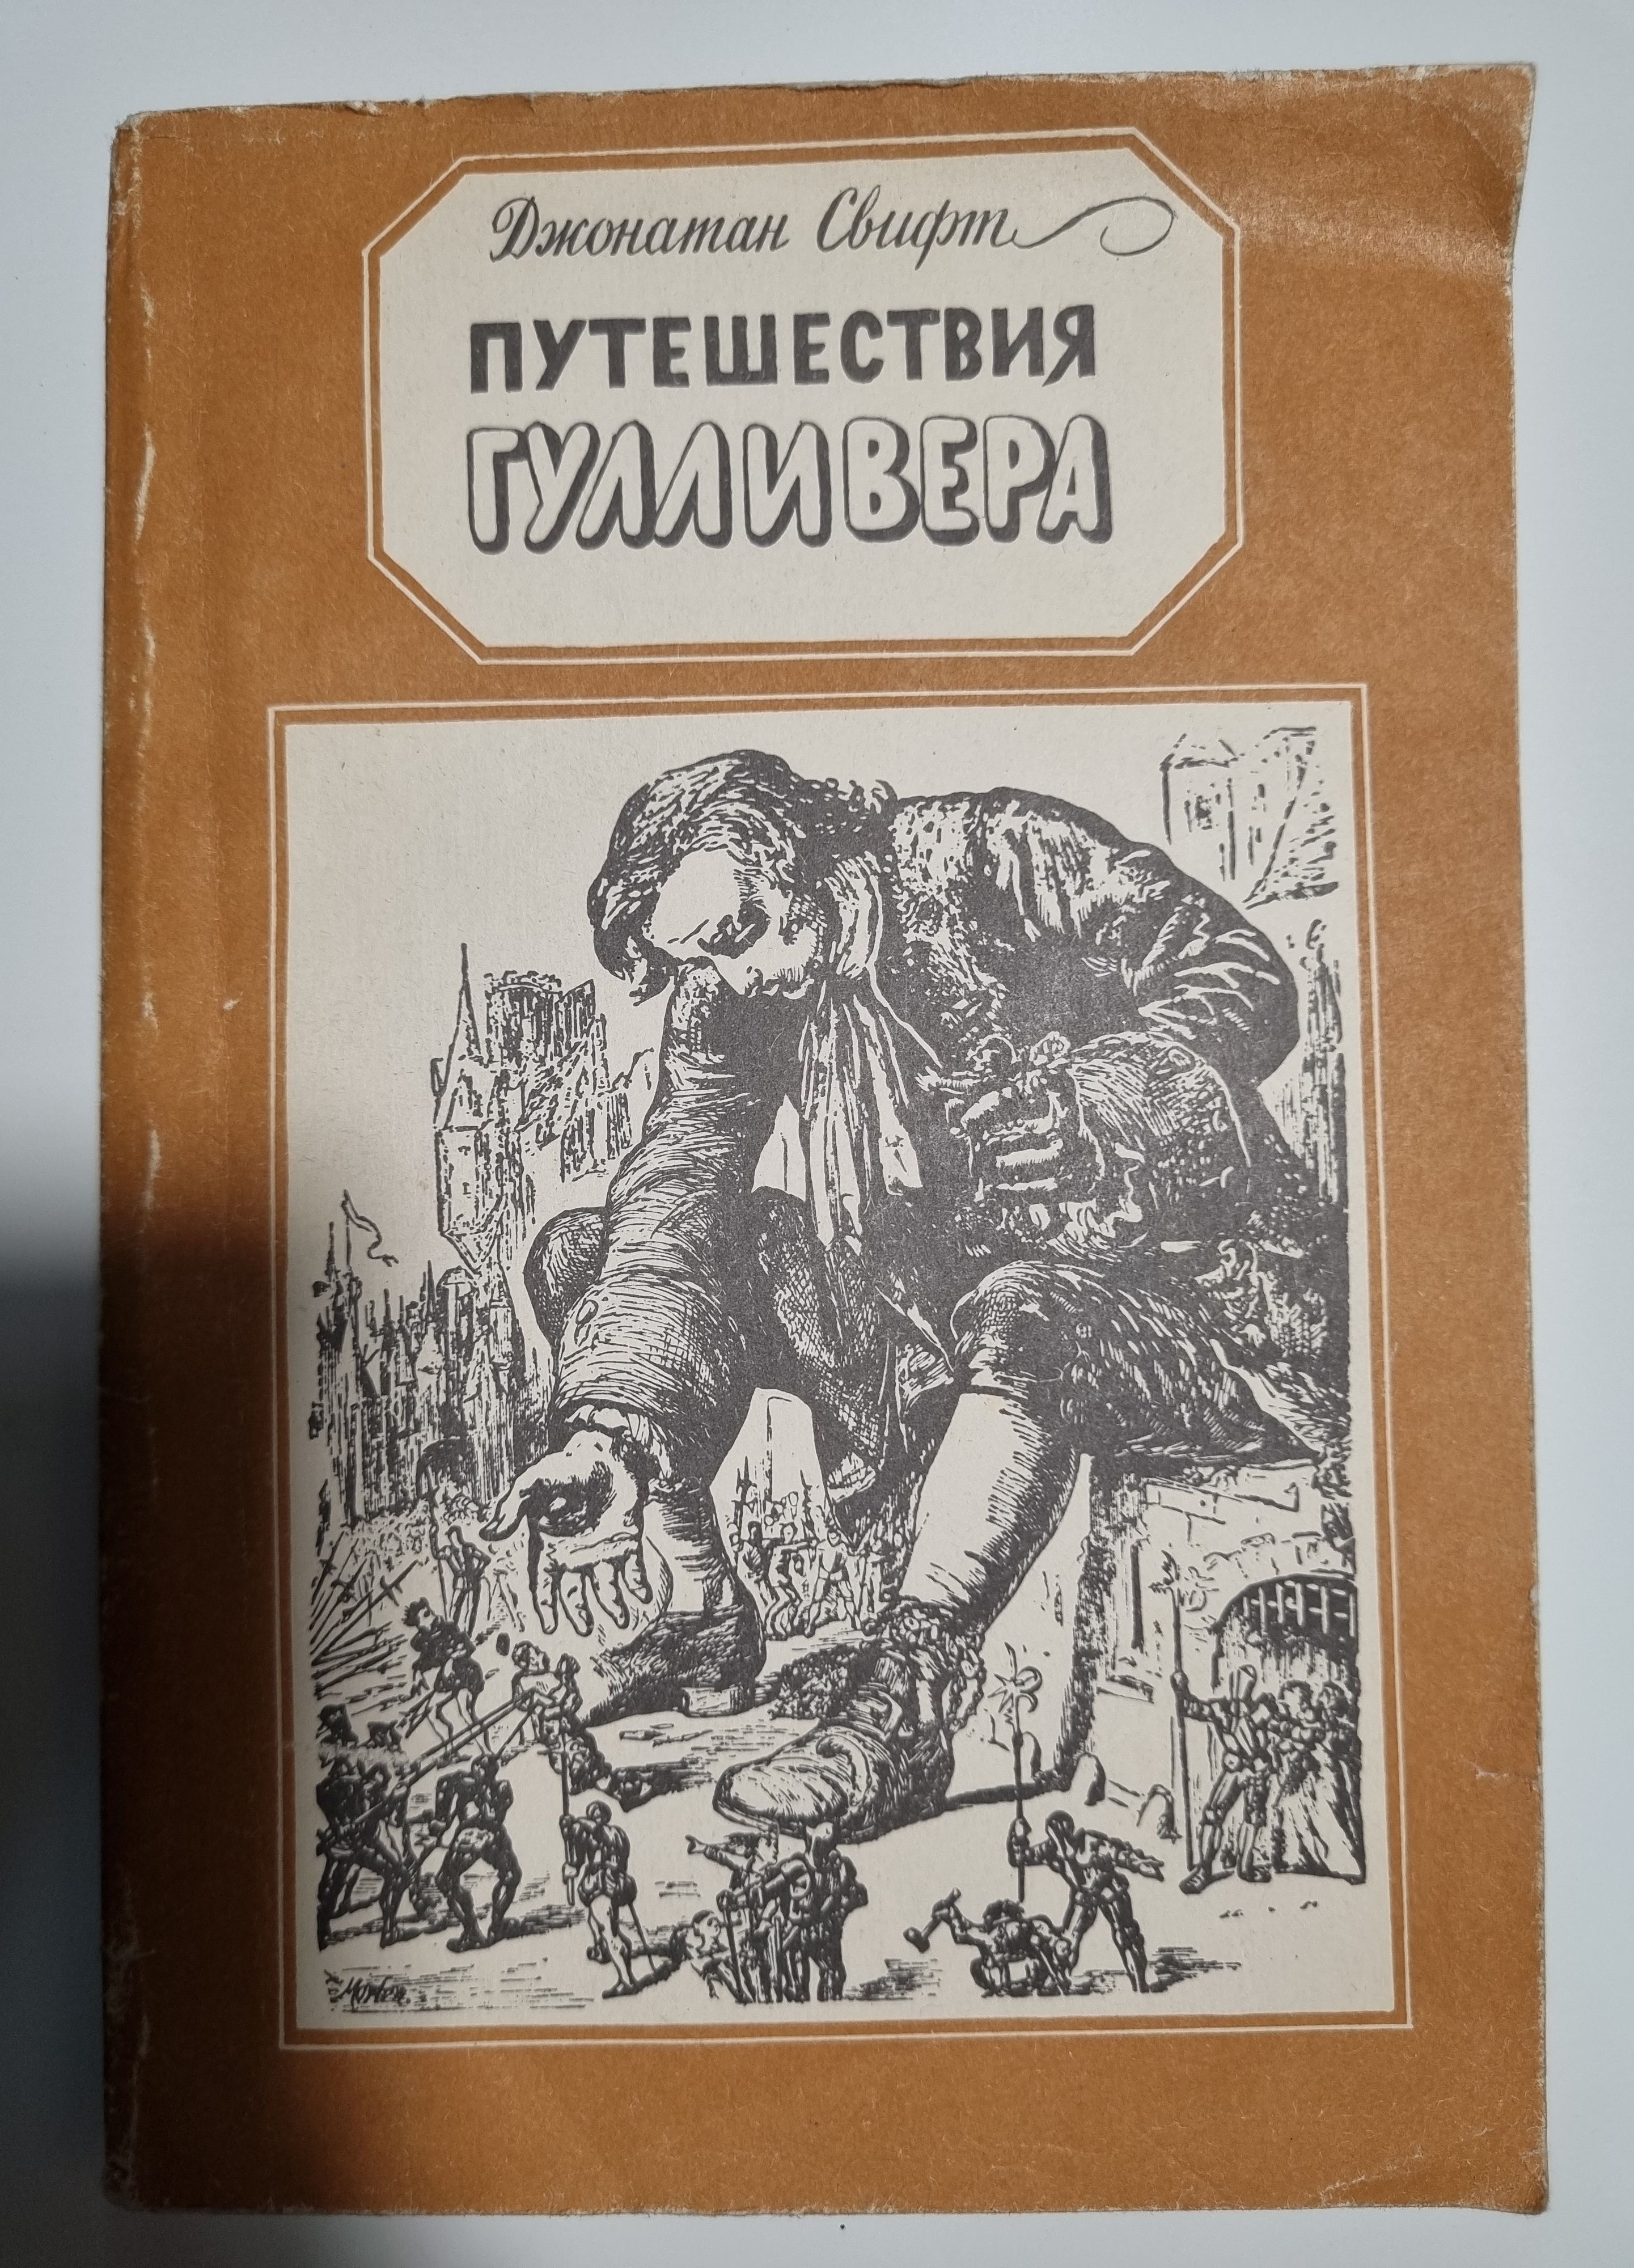 Джонатан Свифт
ПУТЕШЕСТВИЯ
ГУЛЛИВЕРА